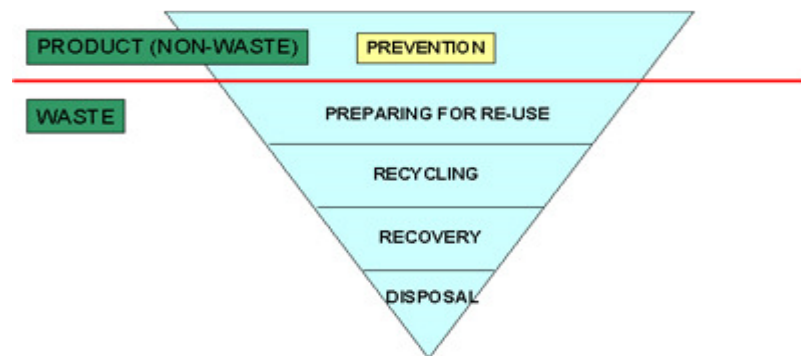 PRODUCT (NON-WASTE)
PREVENTION
WASTE
PREPARING FOR RE-USE
RECYCLING
RECOVERY
DISPOSAL